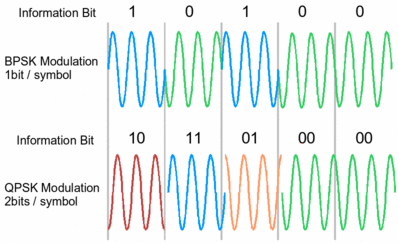 Information Bit 1 0 1 0 0
BPSK Modulation
1bit / symbol
Information Bit 10 11 01 00 00
QPSK Modulation
2bits / symbol